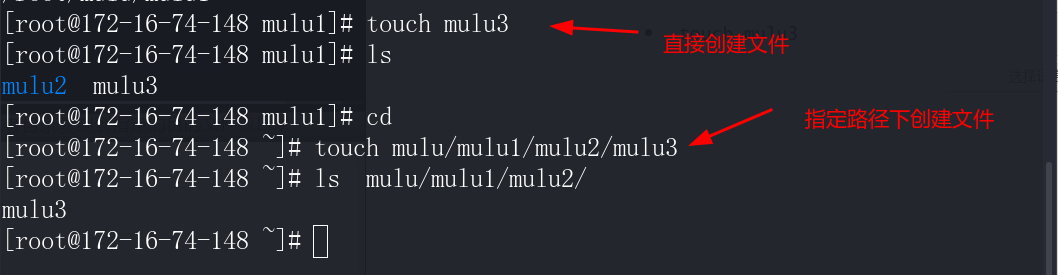 [root@172-16-74-148 mulu1]# touch mulu3
直接创建文件
[root@172-16-74-148 mulu1]# ls
mulu2  mulu3
[root@172-16-74-148 mulu1]# cd
指定路径下创建文件
[root@172-16-74-148 ~]# touch mulu/mulu1/mulu2/mulu3
[root@172-16-74-148 ~]# ls  mulu/mulu1/mulu2/
mulu3
[root@172-16-74-148 ~]#